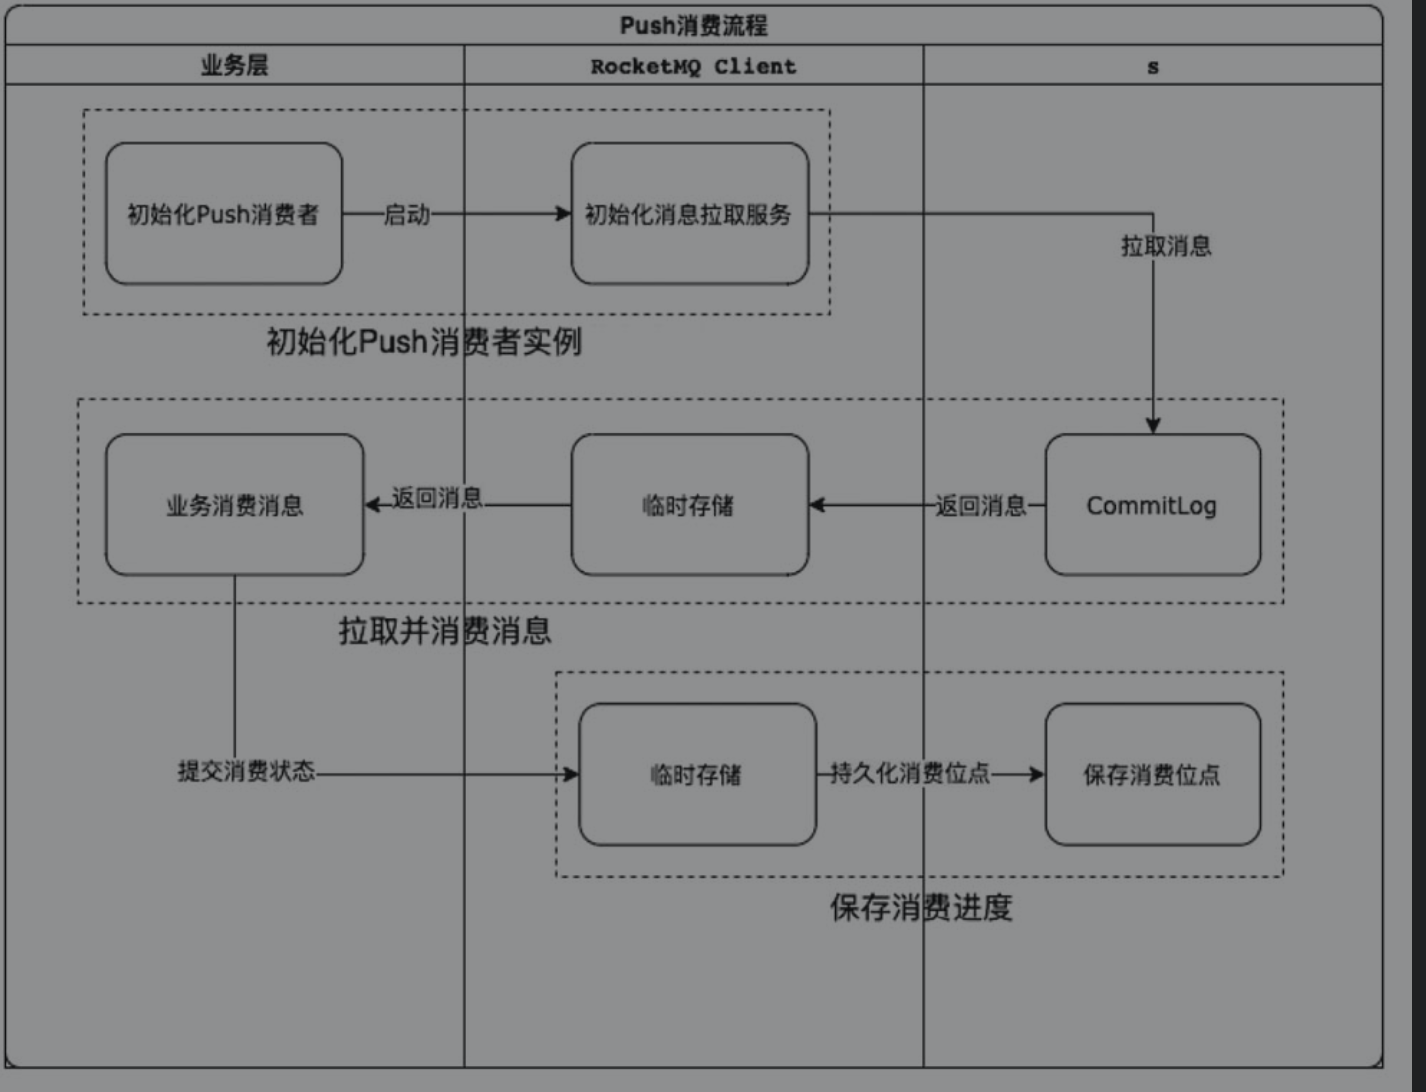 Push消费流程
业务层
RocketMQ Client
s
初始化Push消费者
启动
初始化消息拉取服务
拉取消息
初始化Push消费者实例
业务消费消息
返回消息
临时存储
返回消息
CommitLog
拉取并消费消息
提交消费状态
临时存储
持久化消费位点
保存消费位点
保存消费进度